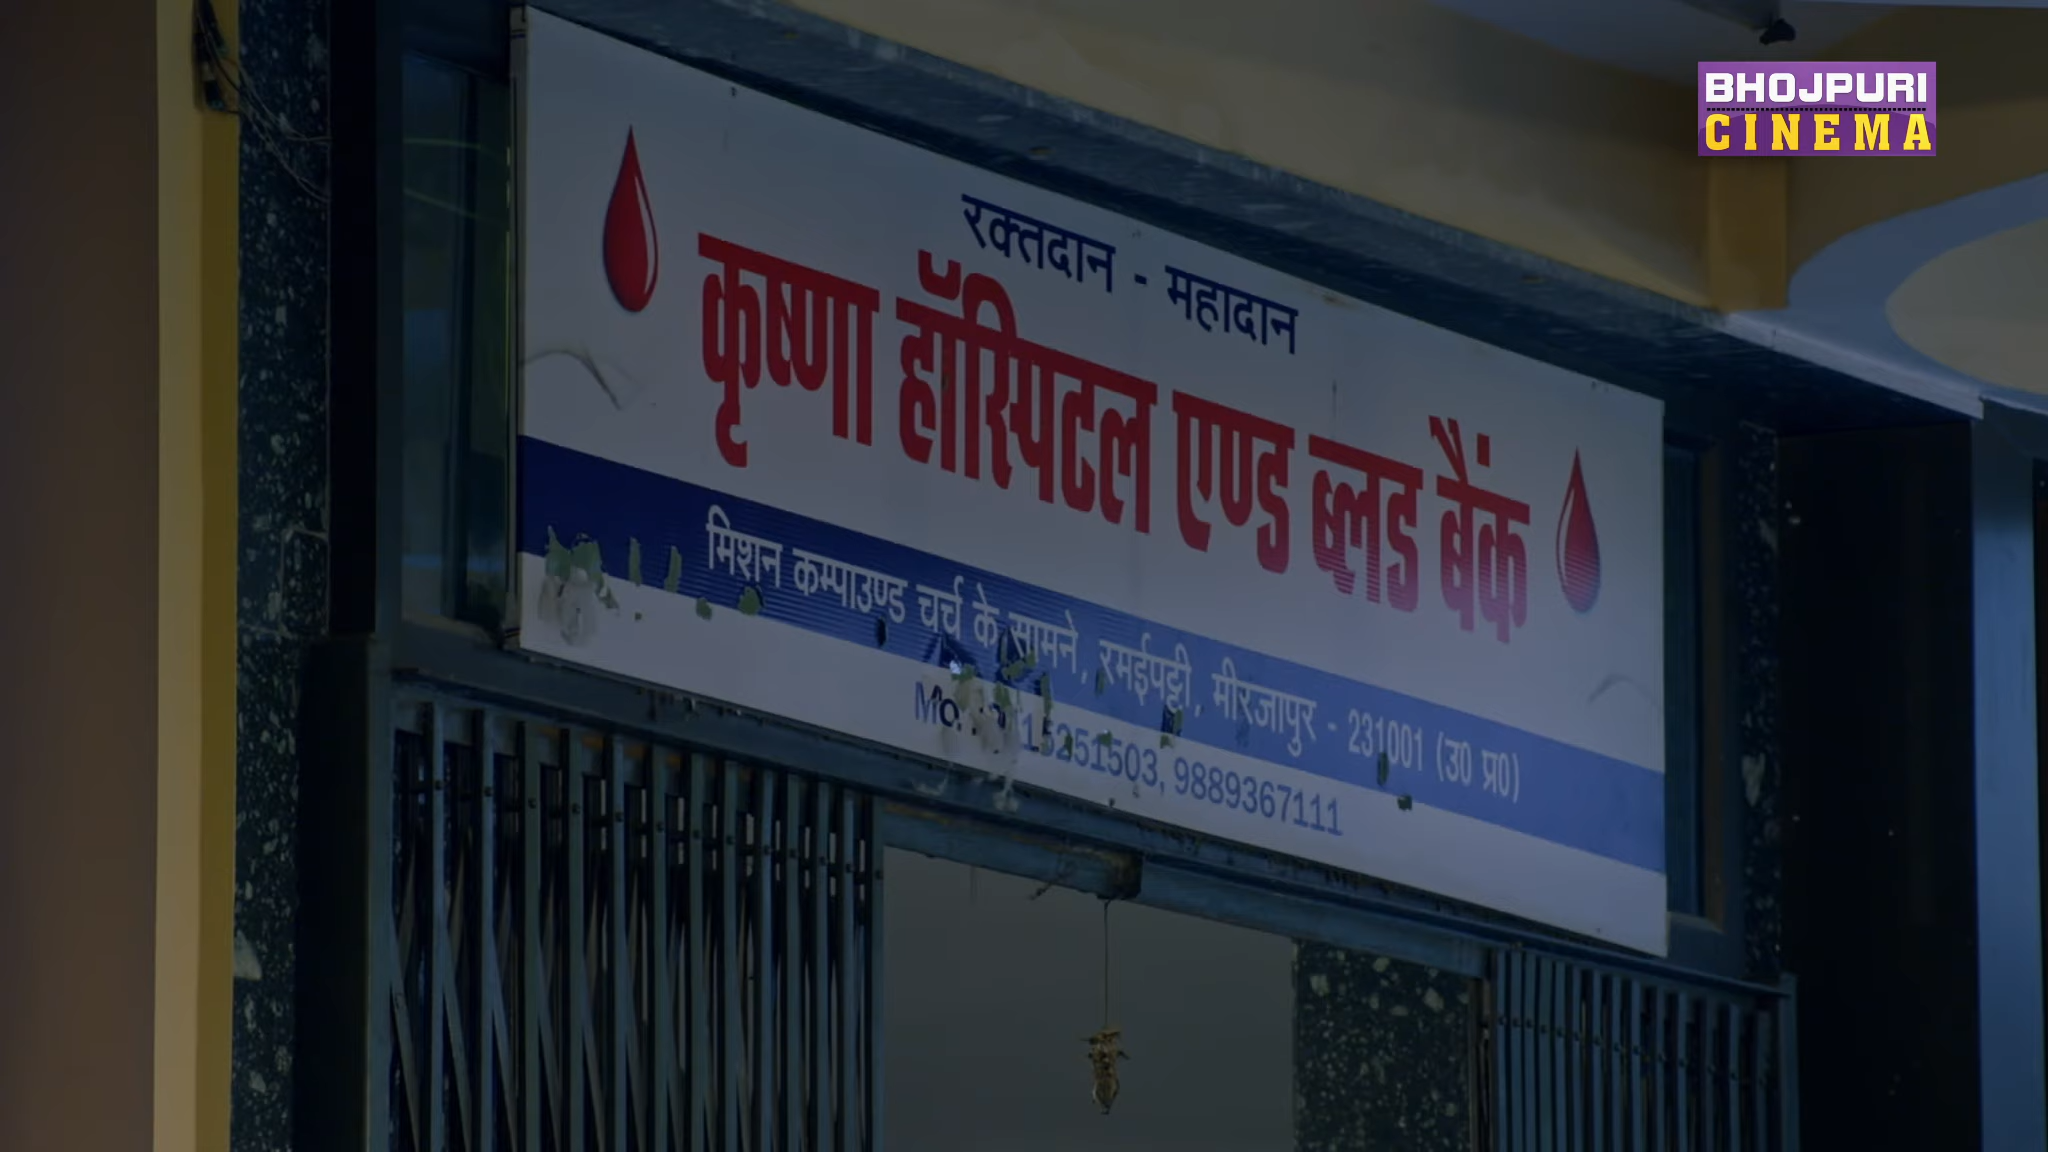 BHOJPURI
CINEMA
रक्तदान - महादान
कृष्णा हॉस्पिटल एण्ड ब्लड बैंक
मिशन कम्पाउण्ड चर्च के सामने, रमईपट्टी, मीरजापुर - 231001 (उ0 प्र0)
9889367111